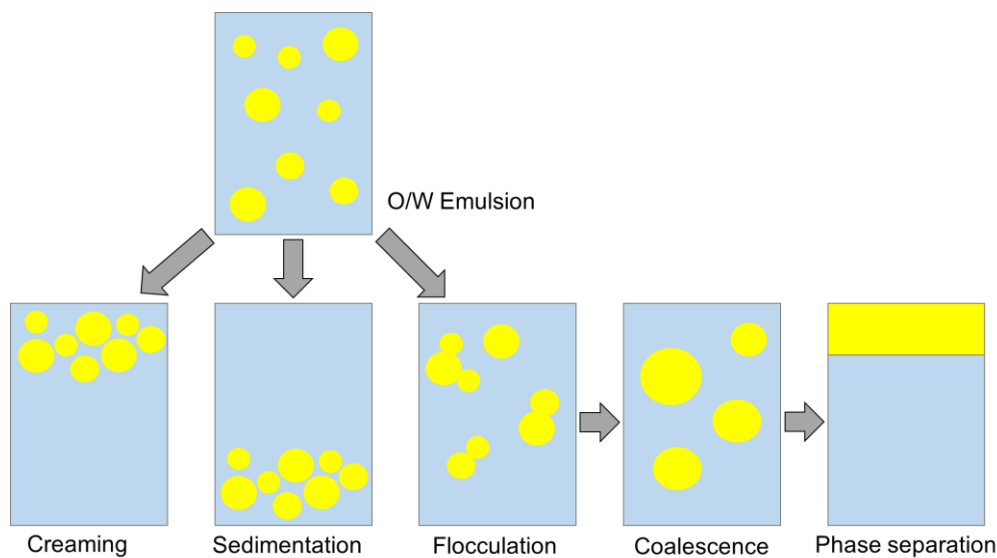 O/W Emulsion
Creaming
Sedimentation
Flocculation
Coalescence
Phase separation